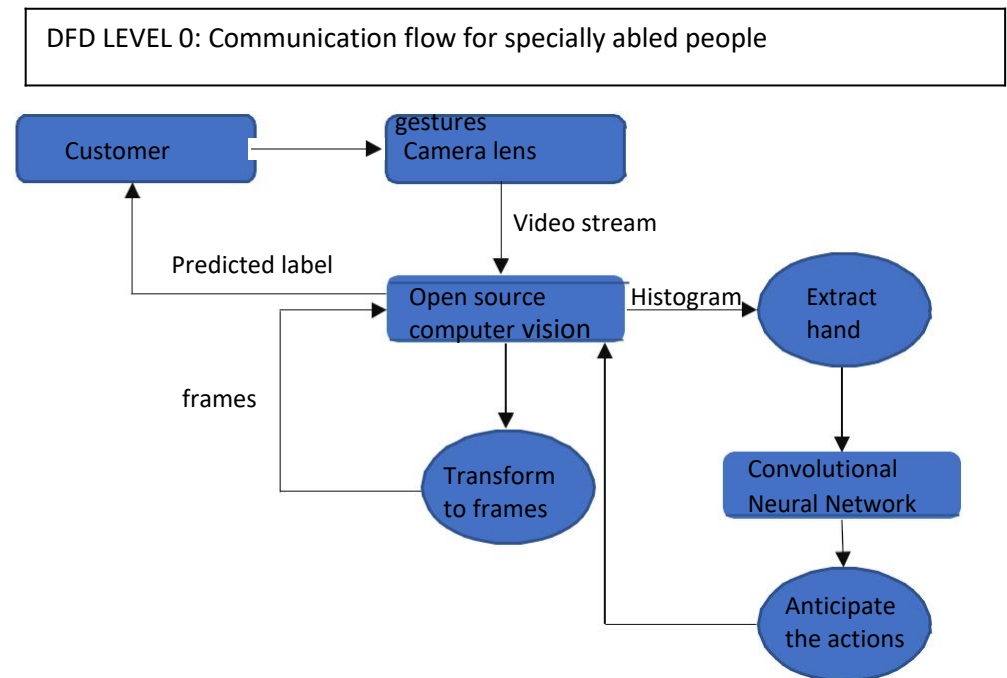 DFD LEVEL 0: Communication flow for specially abled people
gestures
Customer
Camera lens
Video stream
Predicted label
Open source
computer vision
Histogram
Extract
hand
frames
Transform
to frames
Convolutional
Neural Network
Anticipate
the actions